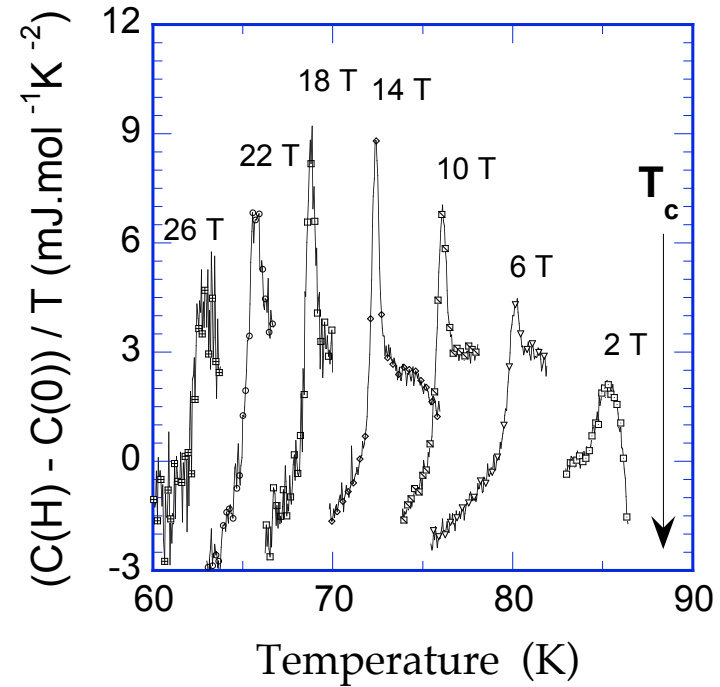 (C(H) - C(0)) / T (mJ.mol -1K -2)
12
9
6
3
0
-3
18 T
14 T
22 T
10 T
26 T
6 T
2 T
Tc
60
70
80
90
Temperature (K)